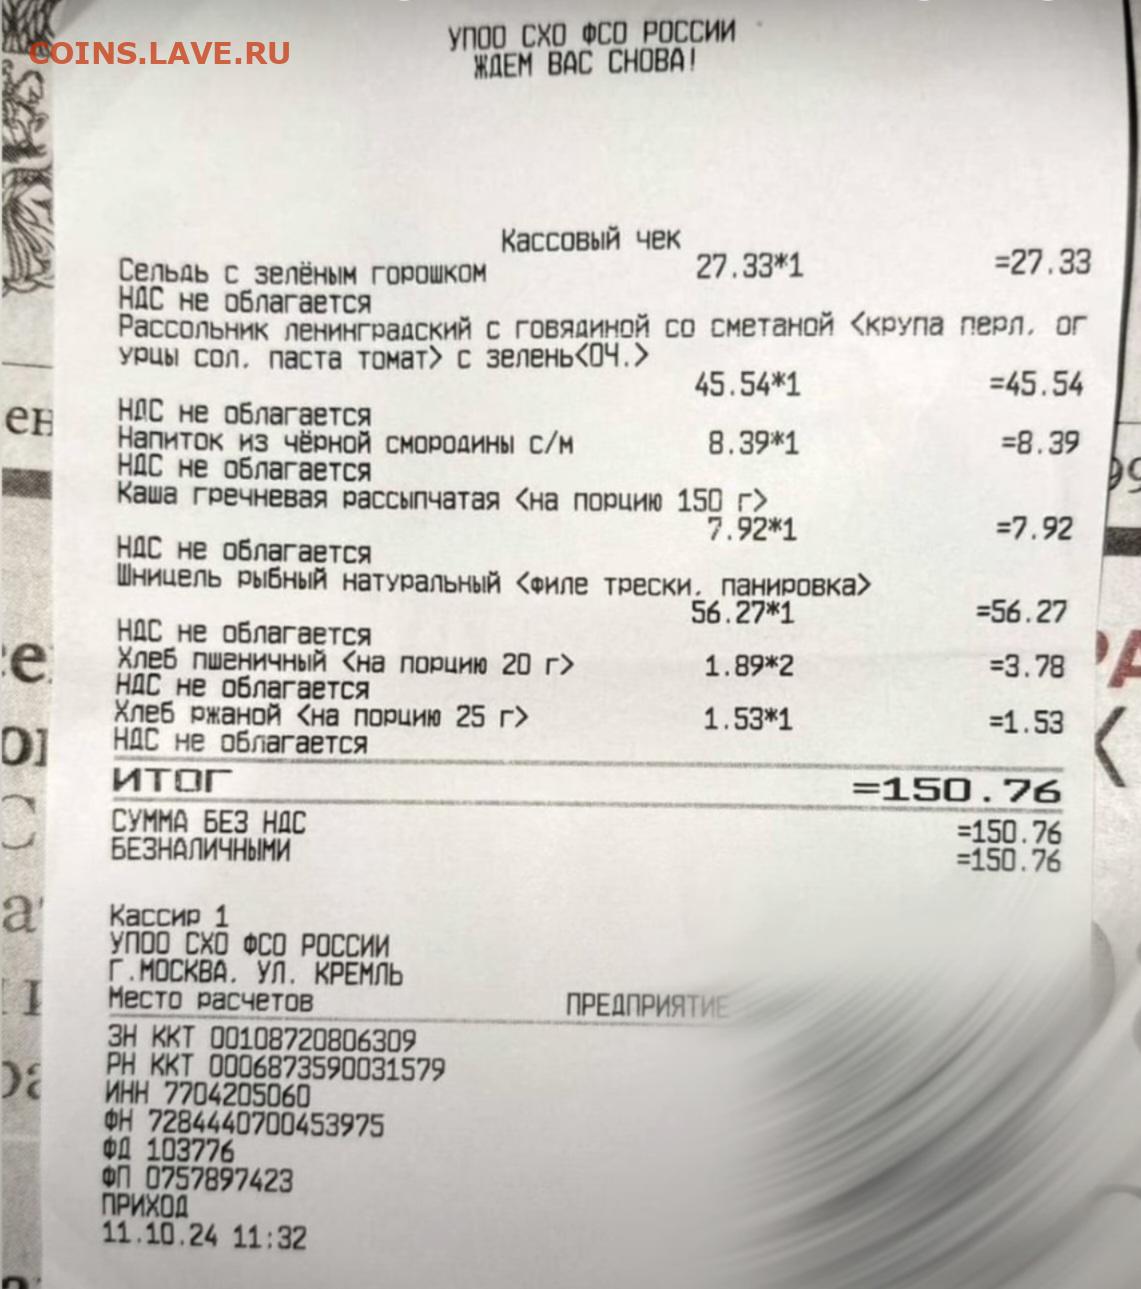 COINS.LAVE.RU
УПОО СХО ФСО РОССИИ
ЖДЕМ ВАС СНОВА!
Кассовый чек
Сельдь с зелёным горошком 27.33*1 =27.33
НДС не облагается
Рассольник ленинградский с говядиной со сметаной <крупа перл. ог
урцы сол. паста томат> с зелень<ОЧ.>
45.54*1 =45.54
НДС не облагается
Напиток из чёрной смородины с/м 8.39*1 =8.39
НДС не облагается
Каша гречневая рассыпчатая <на порцию 150 г>
7.92*1 =7.92
НДС не облагается
Шницель рыбный натуральный <филе трески. панировка>
56.27*1 =56.27
НДС не облагается
Хлеб пшеничный <на порцию 20 г> 1.89*2 =3.78
НДС не облагается
Хлеб ржаной <на порцию 25 г> 1.53*1 =1.53
НДС не облагается
ИТОГ =150.76
СУММА БЕЗ НДС =150.76
БЕЗНАЛИЧНЫМИ =150.76
Кассир 1
УПОО СХО ФСО РОССИИ
Г.МОСКВА. УЛ. КРЕМЛЬ
Место расчетов ПРЕДПРИЯТИЕ
ЗН ККТ 00108720806309
РН ККТ 0006873590031579
ИНН 7704205060
ФН 7284440700453975
ФД 103776
ФП 0757897423
ПРИХОД
11.10.24 11:32